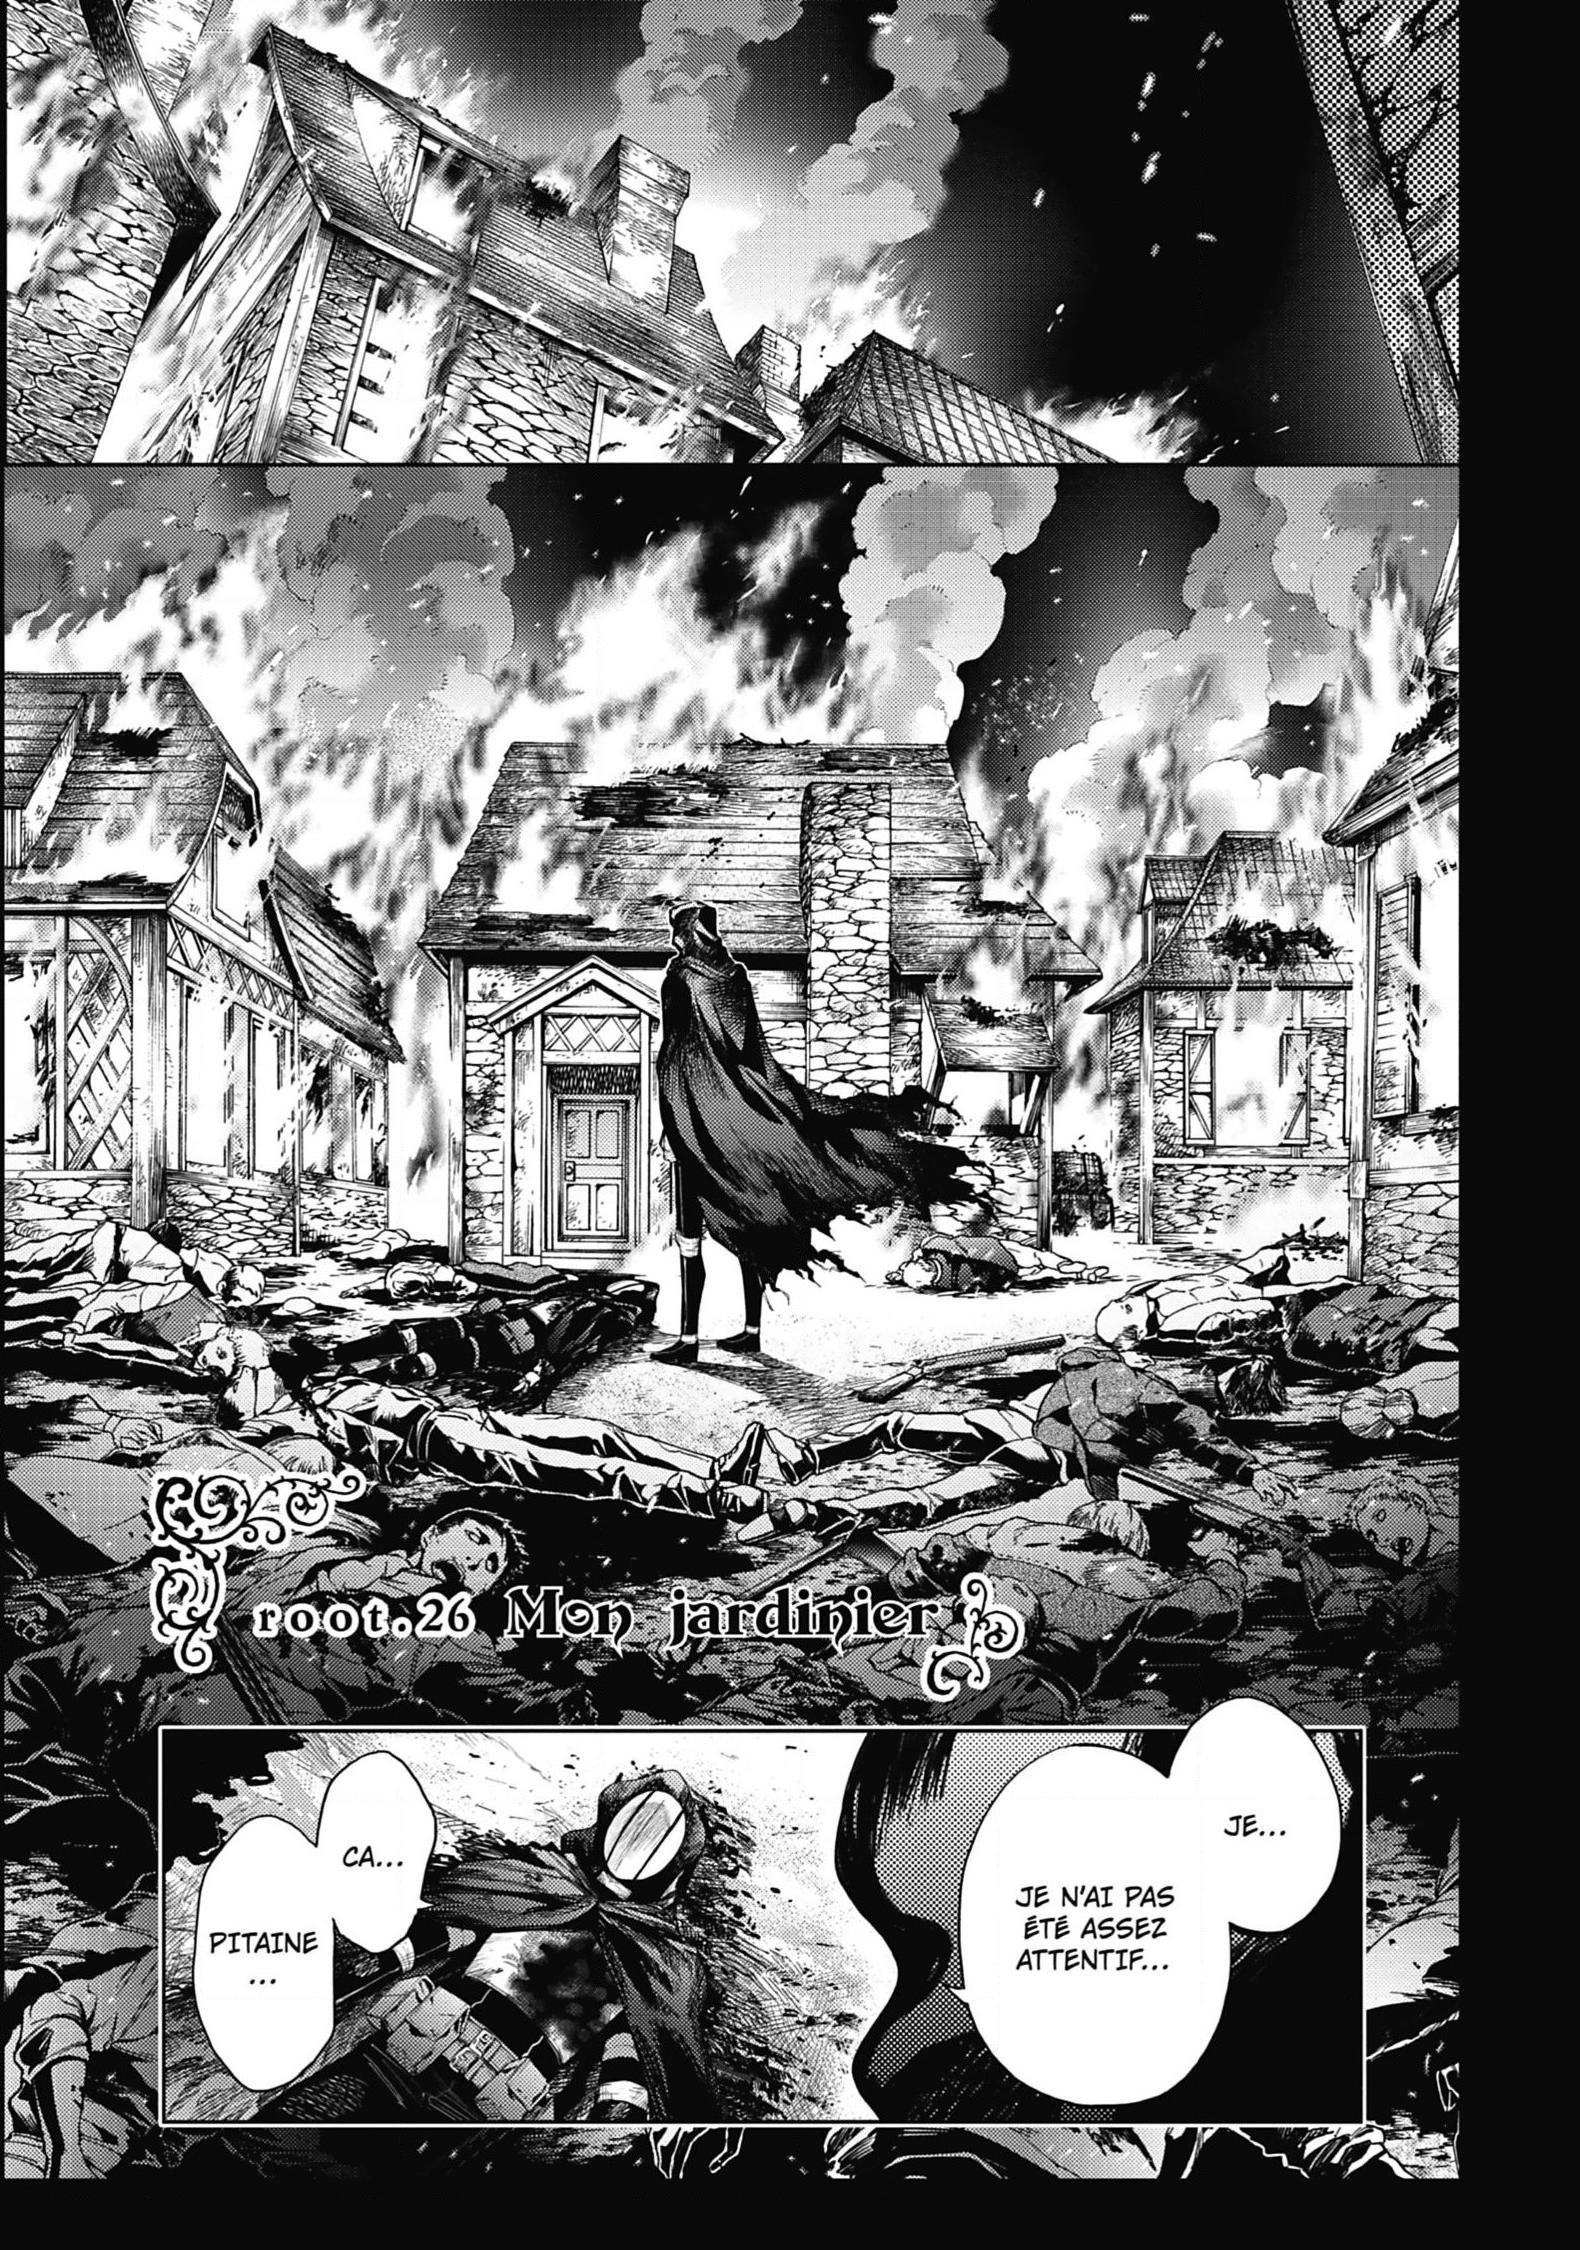 root.26 Mon jardinier
JE...
JE N'AI PAS
ÉTÉ ASSEZ
ATTENTIF...
CA...
PITAINE
...